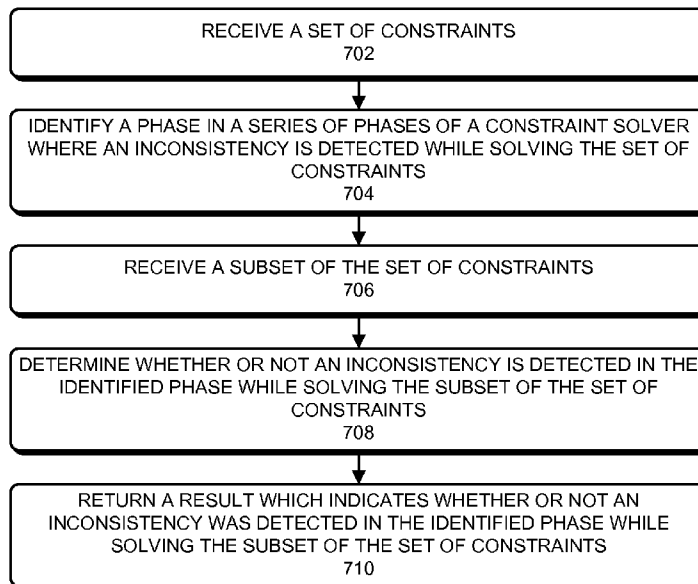 RECEIVE A SET OF CONSTRAINTS
702
IDENTIFY A PHASE IN A SERIES OF PHASES OF A CONSTRAINT SOLVER
WHERE AN INCONSISTENCY IS DETECTED WHILE SOLVING THE SET OF
CONSTRAINTS
704
RECEIVE A SUBSET OF THE SET OF CONSTRAINTS
706
DETERMINE WHETHER OR NOT AN INCONSISTENCY IS DETECTED IN THE
IDENTIFIED PHASE WHILE SOLVING THE SUBSET OF THE SET OF
CONSTRAINTS
708
RETURN A RESULT WHICH INDICATES WHETHER OR NOT AN
INCONSISTENCY WAS DETECTED IN THE IDENTIFIED PHASE WHILE
SOLVING THE SUBSET OF THE SET OF CONSTRAINTS
710